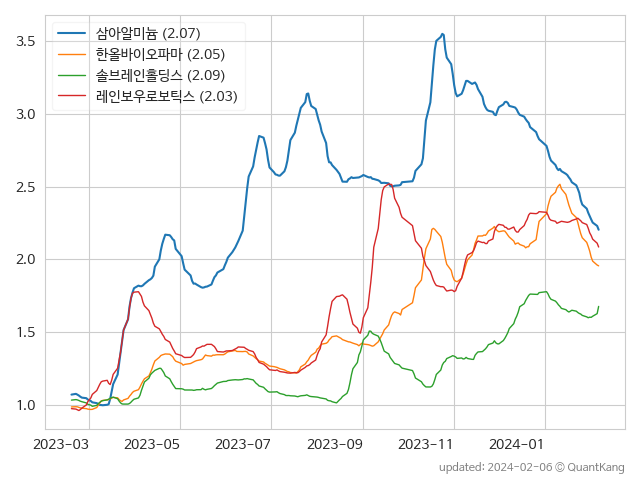 삼아알미늄 (2.07)
한올바이오파마 (2.05)
솔브레인홀딩스 (2.09)
레인보우로보틱스 (2.03)
3.5
3.0
2.5
2.0
1.5
1.0
2023-03 2023-05 2023-07 2023-09 2023-11 2024-01
updated: 2024-02-06 © QuantKang